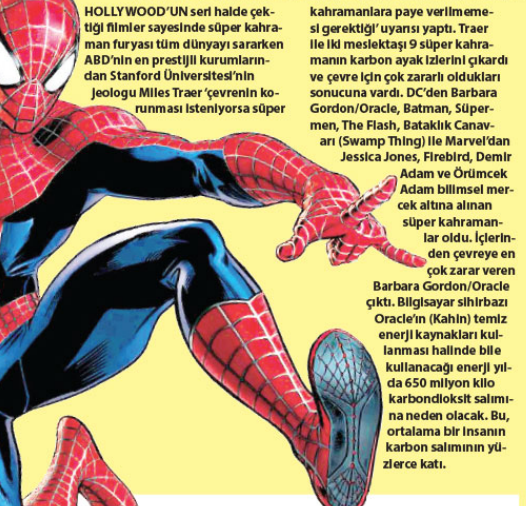 HOLLYWOOD'UN seri halde çek-
tiği filmler sayesinde süper kahra-
man furyası tüm dünyayı sararken
ABD'nin en prestijli kurumların-
dan Stanford Üniversitesi'nin
jeologu Miles Traer 'çevrenin ko-
runması isteniyorsa süper
kahramanlara paye verilmeme-
si gerektiği' uyarısı yaptı. Traer
ile iki meslektaşı 9 süper kahra-
manın karbon ayak izlerini çıkardı
ve çevre için çok zararlı oldukları
sonucuna vardı. DC'den Barbara
Gordon/Oracle, Batman, Süper-
men, The Flash, Bataklık Canav-
arı (Swamp Thing) ile Marvel'dan
Jessica Jones, Firebird, Demir
Adam ve Örümcek
Adam bilimsel mer-
cek altına alınan
süper kahraman-
lar oldu. İçlerin-
den çevreye en
çok zarar veren
Barbara Gordon/Oracle
çıktı. Bilgisayar sihirbazı
Oracle'ın (Kahin) temiz
enerji kaynakları kul-
lanması halinde bile
kullanacağı enerji yıl-
da 650 milyon kilo
karbondioksit salımı-
na neden olacak. Bu,
ortalama bir insanın
karbon salımının yü-
zlerce katı.